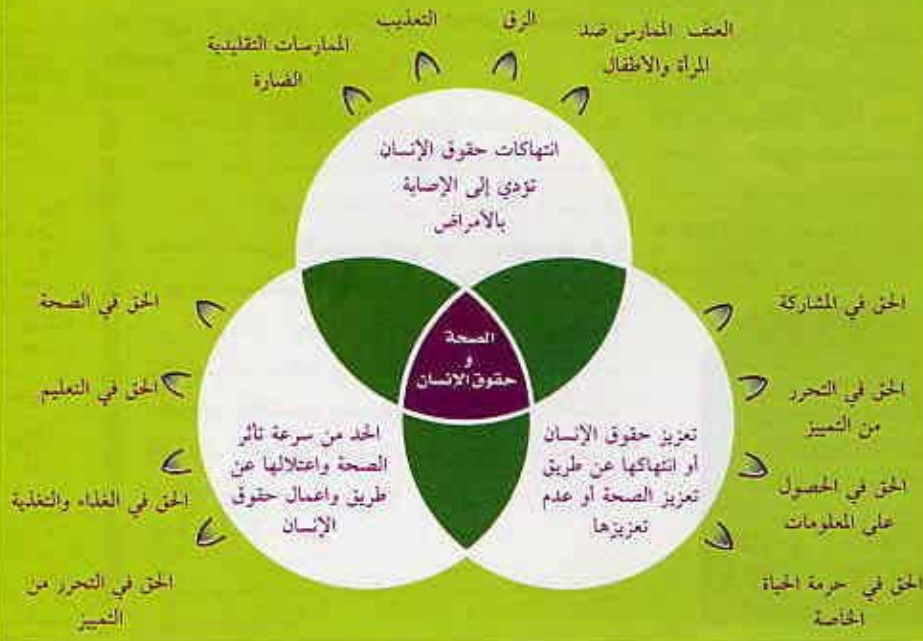 العنف الممارس ضد
المرأة والأطفال
الرق
التعذيب
الممارسات التقليدية
الضارة
انتهاكات حقوق الإنسان
تؤدي إلى الإصابة
بالأمراض
الحق في المشاركة
الحق في التحرر
من التمييز
الحق في الحصول
على المعلومات
الحق في حرمة الحياة
الخاصة
تعزيز حقوق الإنسان
أو انتهاكها عن طريق
تعزيز الصحة أو عدم
تعزيزها
الصحة
و
حقوق الإنسان
الحد من سرعة تأثر
الصحة واعتلالها عن
طريق واعمال حقوق
الإنسان
الحق في الصحة
الحق في التعليم
الحق في الغذاء والتغذية
الحق في التحرر من
التمييز